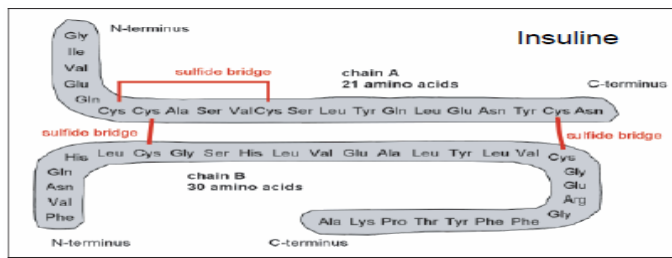 N-terminus
Insuline
Gly
Ile
Val
Glu
Gln
sulfide bridge
chain A
21 amino acids
C-terminus
Cys Cys Ala Ser ValCys Ser Leu Tyr Gln Leu Glu Asn Tyr Cys Asn
sulfide bridge
sulfide bridge
His Leu Cys Gly Ser His Leu Val Glu Ala Leu Tyr Leu Val Cys
Gln
Asn
Val
Phe
chain B
30 amino acids
Gly
Glu
Arg
Gly
Ala Lys Pro Thr Tyr Phe Phe
N-terminus
C-terminus